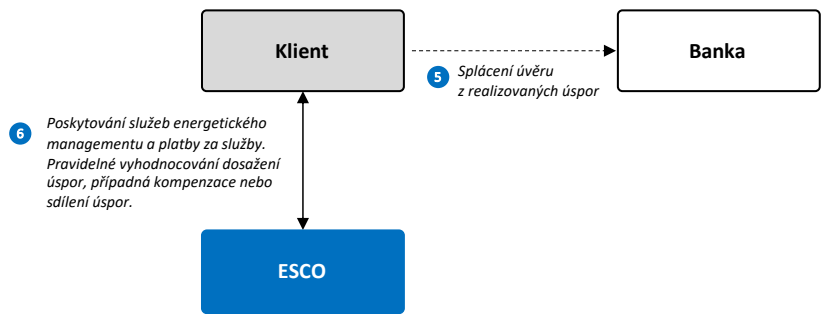 Klient
Banka
5
Splácení úvěru
z realizovaných úspor
6
Poskytování služeb energetického
managementu a platby za služby.
Pravidelné vyhodnocování dosažení
úspor, případná kompenzace nebo
sdílení úspor.
ESCO